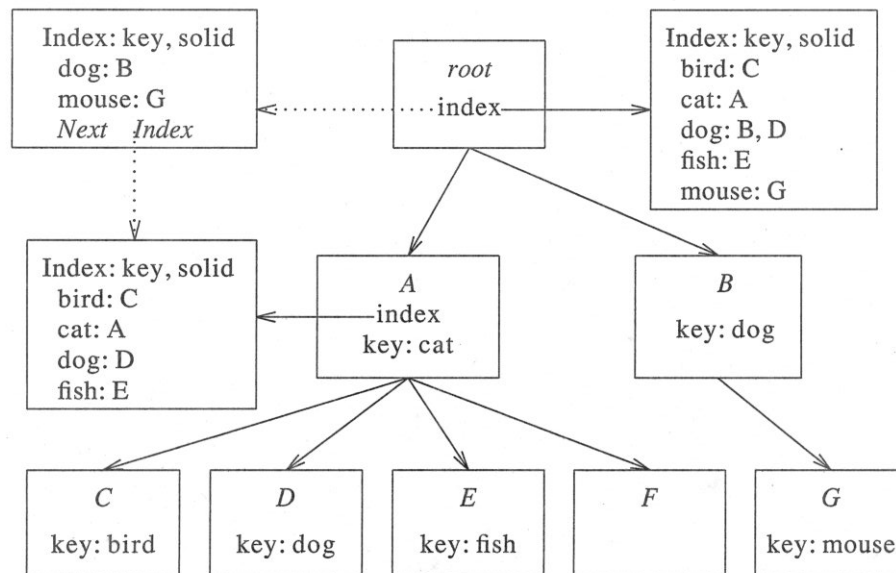 Index: key, solid
dog: B
mouse: G
Next Index
root
index
Index: key, solid
bird: C
cat: A
dog: B, D
fish: E
mouse: G
Index: key, solid
bird: C
cat: A
dog: D
fish: E
A
index
key: cat
B
key: dog
C
key: bird
D
key: dog
E
key: fish
F
G
key: mouse